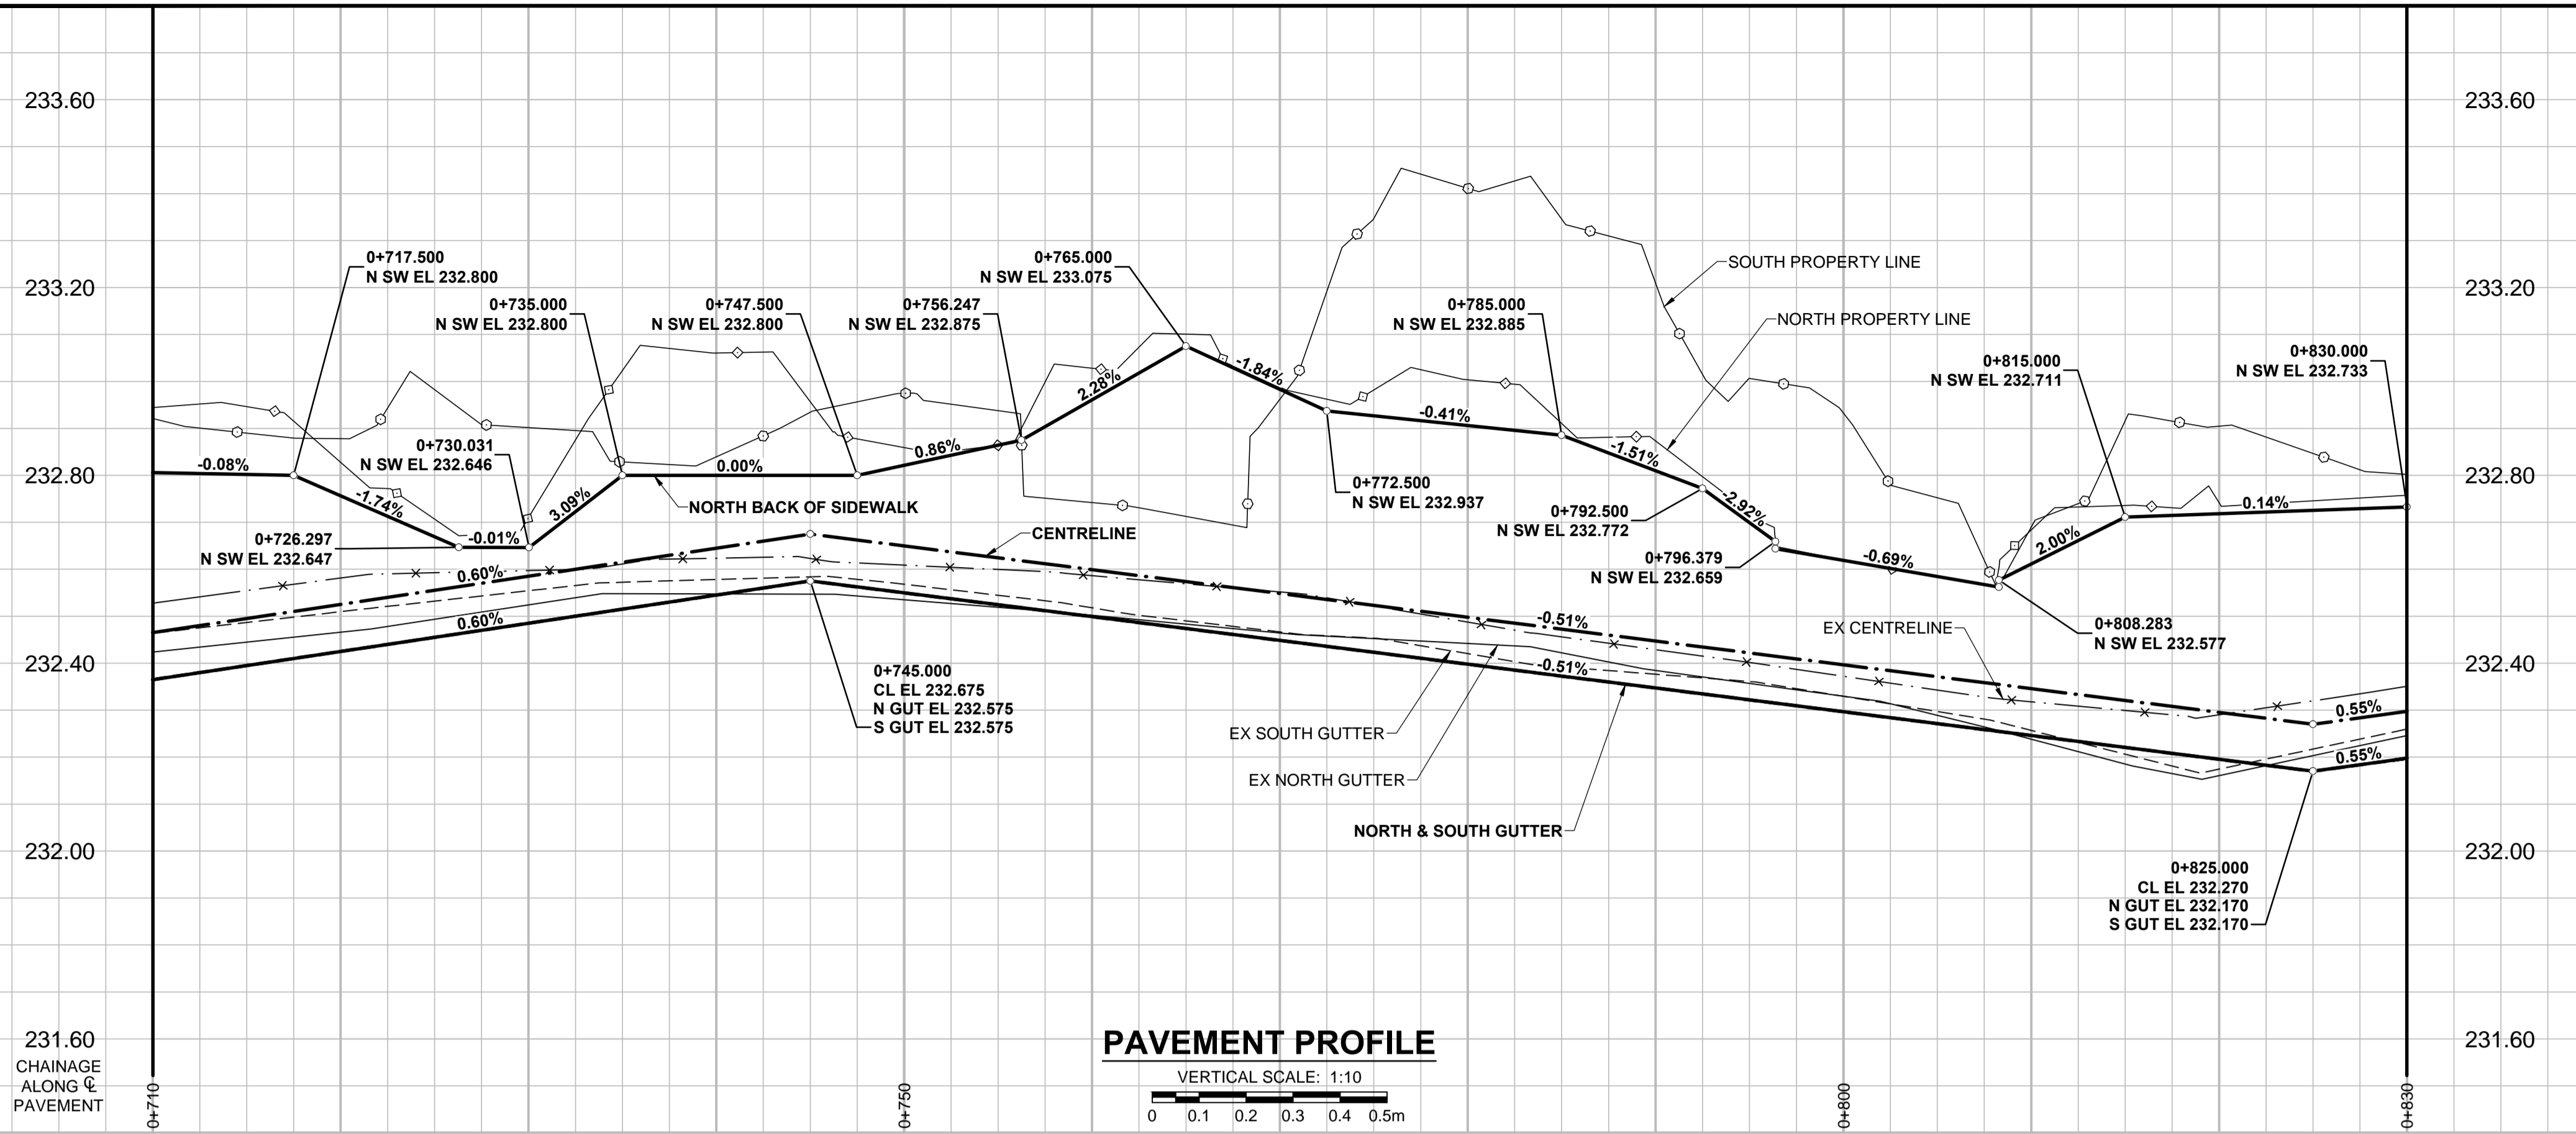 233.60
233.60
0+717.500
N SW EL 232.800
0+765.000
N SW EL 233.075
SOUTH PROPERTY LINE
233.20
233.20
0+735.000
N SW EL 232.800
0+747.500
N SW EL 232.800
0+756.247
N SW EL 232.875
0+785.000
N SW EL 232.885
NORTH PROPERTY LINE
0+815.000
N SW EL 232.711
0+830.000
N SW EL 232.733
2.28%
-1.84%
-0.41%
0+730.031
N SW EL 232.646
0.86%
-1.51%
232.80
-0.08%
0.00%
232.80
-1.74%
3.09%
NORTH BACK OF SIDEWALK
0+772.500
N SW EL 232.937
-2.92%
0.14%
0+792.500
N SW EL 232.772
0+726.297
N SW EL 232.647
-0.01%
CENTRELINE
2.00%
0+796.379
N SW EL 232.659
-0.69%
0.60%
0.60%
-0.51%
EX CENTRELINE
0+808.283
N SW EL 232.577
232.40
-0.51%
232.40
0+745.000
CL EL 232.675
N GUT EL 232.575
S GUT EL 232.575
0.55%
EX SOUTH GUTTER
0.55%
EX NORTH GUTTER
NORTH & SOUTH GUTTER
232.00
232.00
0+825.000
CL EL 232.270
N GUT EL 232.170
S GUT EL 232.170
231.60
231.60
PAVEMENT PROFILE
VERTICAL SCALE: 1:10
0 0.1 0.2 0.3 0.4 0.5m
CHAINAGE
ALONG ℄
PAVEMENT
0+710
0+750
0+800
0+830